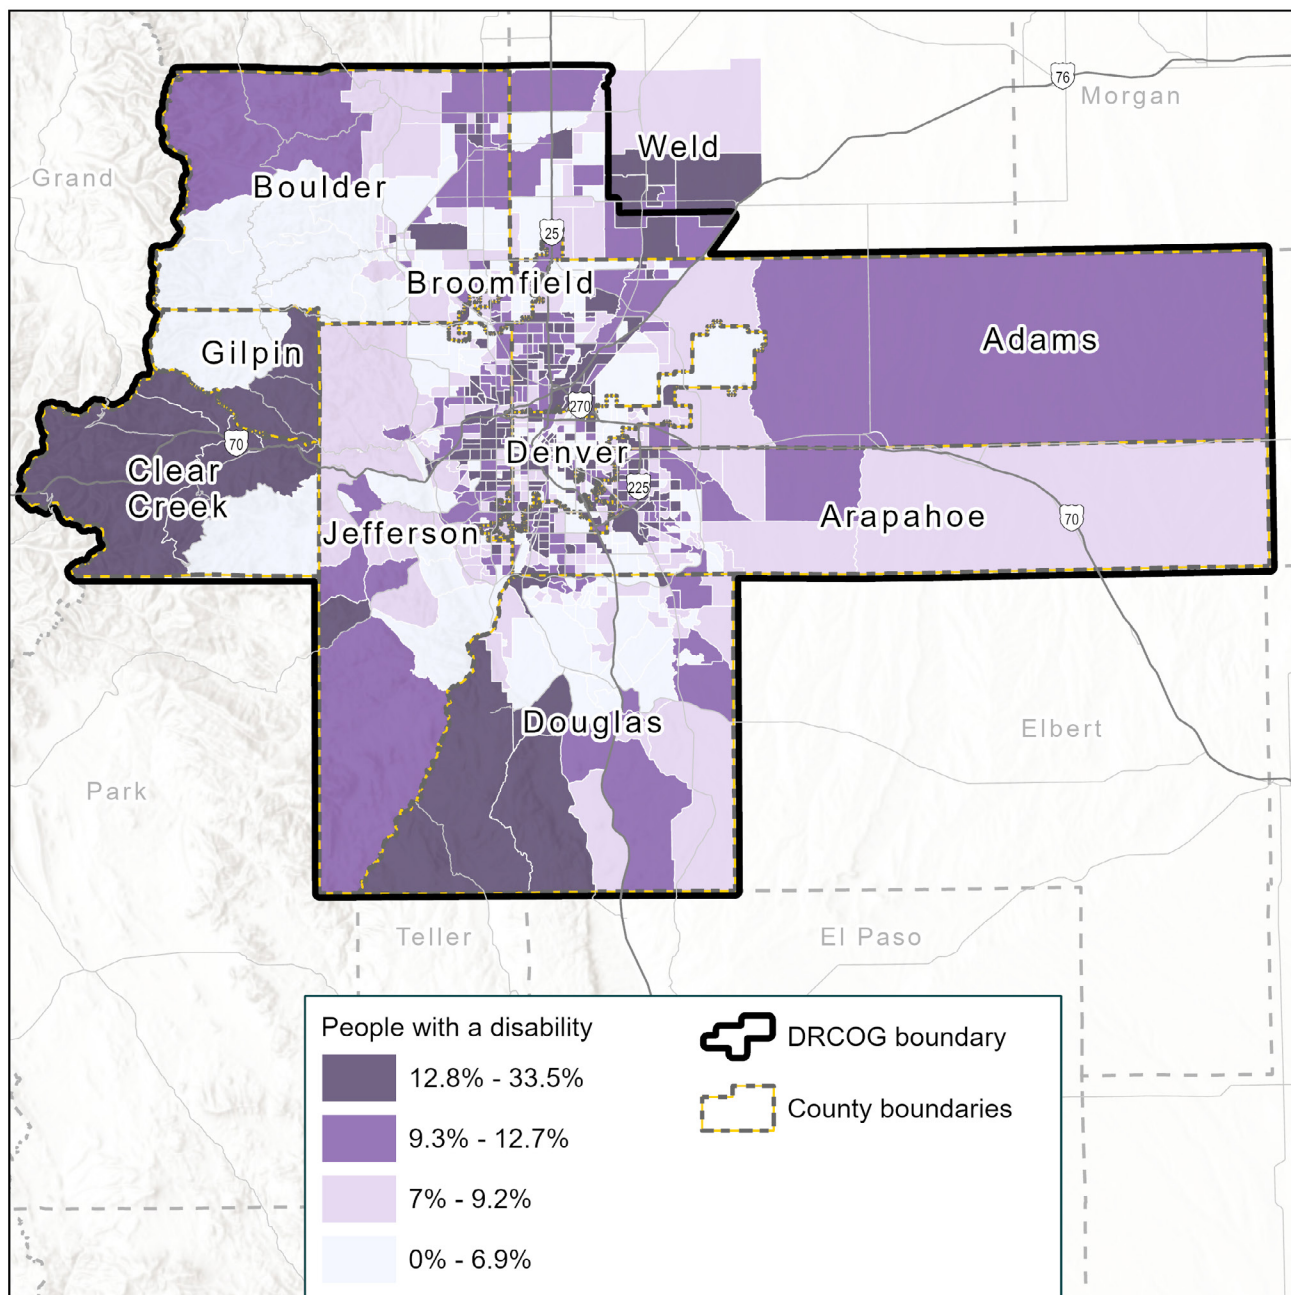 76
Morgan
Weld
Grand
Boulder
25
Broomfield
Adams
Gilpin
270
70
Denver
Clear
Creek
225
Arapahoe
70
Jefferson
Douglas
Elbert
Park
Teller
El Paso
People with a disability
12.8% - 33.5%
9.3% - 12.7%
7% - 9.2%
0% - 6.9%
DRCOG boundary
County boundaries